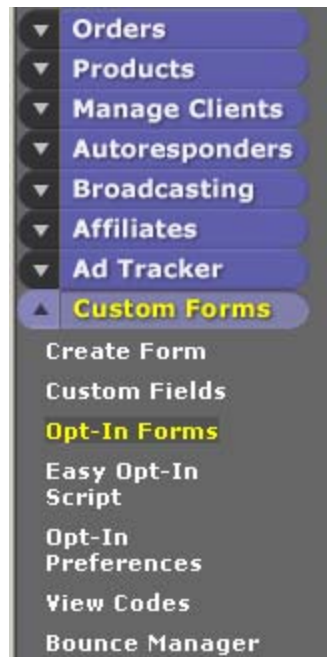 Orders
Products
Manage Clients
Autoresponders
Broadcasting
Affiliates
Ad Tracker
Custom Forms
Create Form
Custom Fields
Opt-In Forms
Easy Opt-In
Script
Opt-In
Preferences
View Codes
Bounce Manager